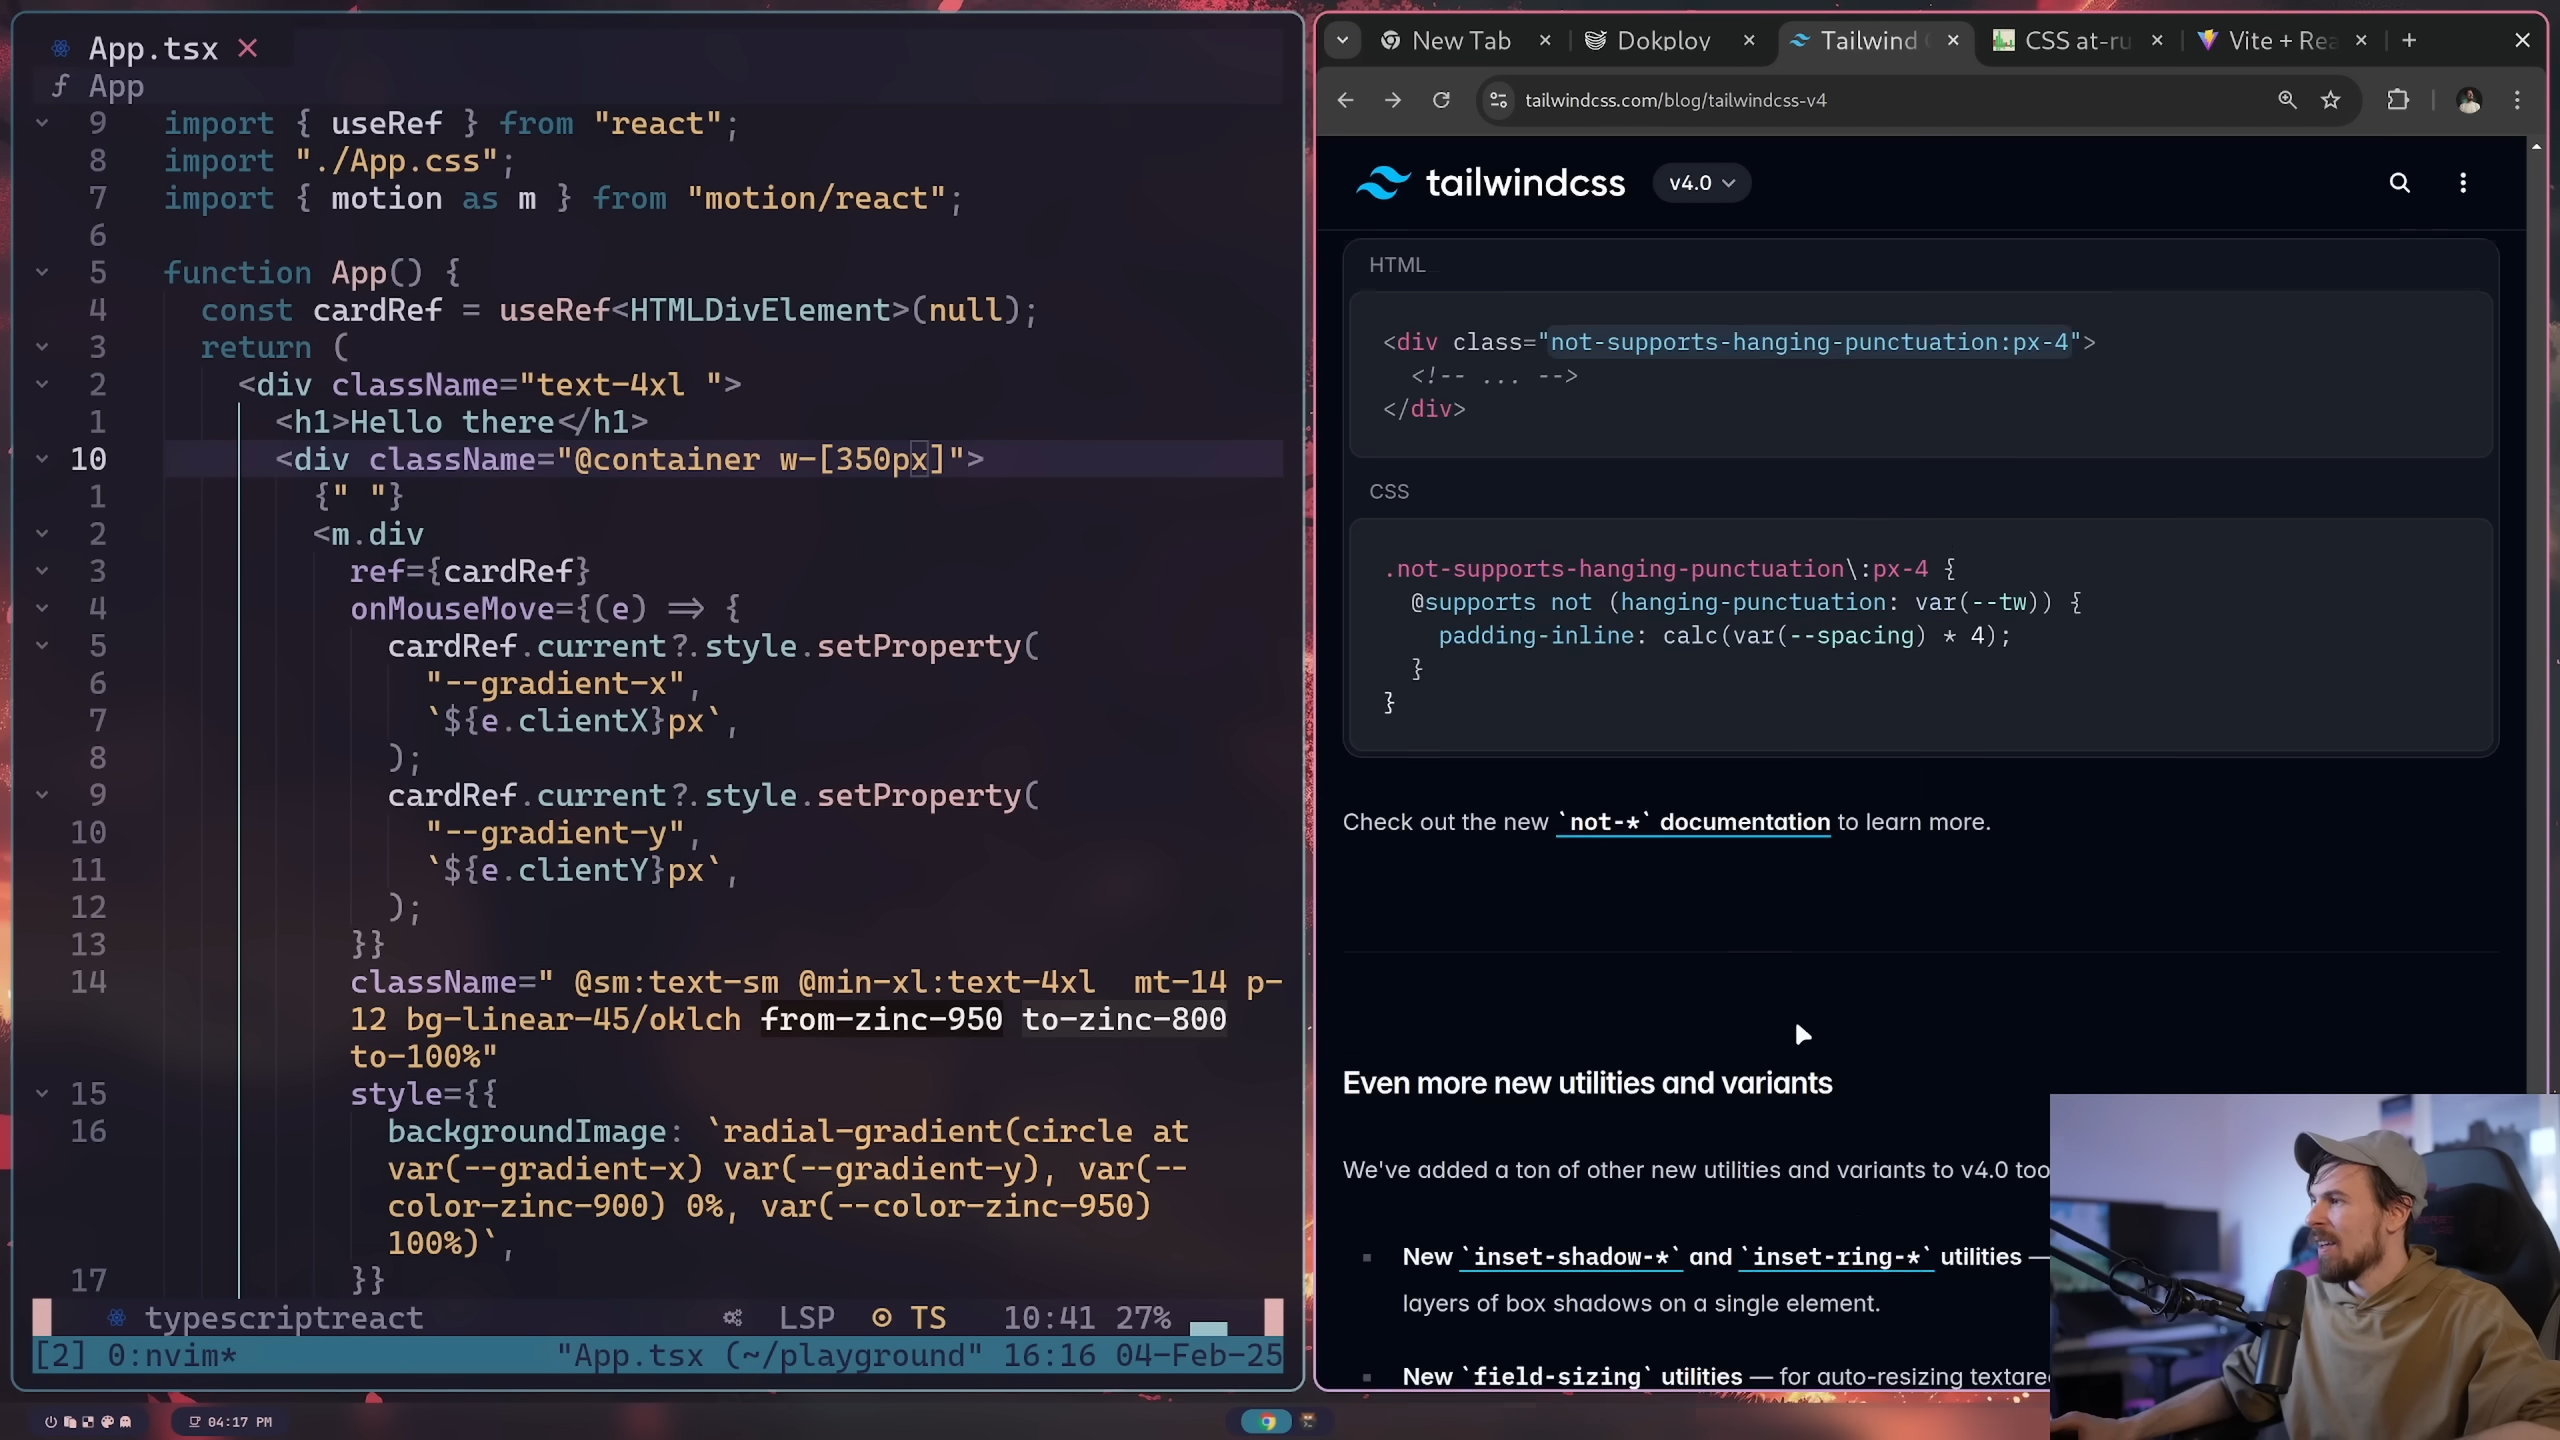 App.tsx
App
9 import { useRef } from "react";
8 import "./App.css";
7 import { motion as m } from "motion/react";
6
5 function App() {
4 const cardRef = useRef<HTMLDivElement>(null);
3 return (
2 <div className="text-4xl ">
1 <h1>Hello there</h1>
10 <div className="@container w-[350px]">
1 {" "}
2 <m.div
3 ref={cardRef}
4 onMouseMove={(e) => {
5 cardRef.current?.style.setProperty(
6 "--gradient-x",
7 `${e.clientX}px`,
8 );
9 cardRef.current?.style.setProperty(
10 "--gradient-y",
11 `${e.clientY}px`,
12 );
13 }}
14 className=" @sm:text-sm @min-xl:text-4xl  mt-14 p-
12 bg-linear-45/oklch from-zinc-950 to-zinc-800
to-100%"
15 style={{
16 backgroundImage: `radial-gradient(circle at
var(--gradient-x) var(--gradient-y), var(--
color-zinc-900) 0%, var(--color-zinc-950)
100%)`,
17 }}
typescriptreact LSP TS 10:41 27%
[2] 0:nvim* "App.tsx (~/playground" 16:16 04-Feb-25
04:17 PM
New Tab
Dokploy
Tailwind
CSS at-ru
Vite + Rea
tailwindcss.com/blog/tailwindcss-v4
tailwindcss v4.0
HTML
<div class="not-supports-hanging-punctuation:px-4">
<!-- ... -->
</div>
CSS
.not-supports-hanging-punctuation\:px-4 {
@supports not (hanging-punctuation: var(--tw)) {
padding-inline: calc(var(--spacing) * 4);
}
}
Check out the new `not-*` documentation to learn more.
Even more new utilities and variants
We've added a ton of other new utilities and variants to v4.0 too
New `inset-shadow-*` and `inset-ring-*` utilities —
layers of box shadows on a single element.
New `field-sizing` utilities — for auto-resizing textare